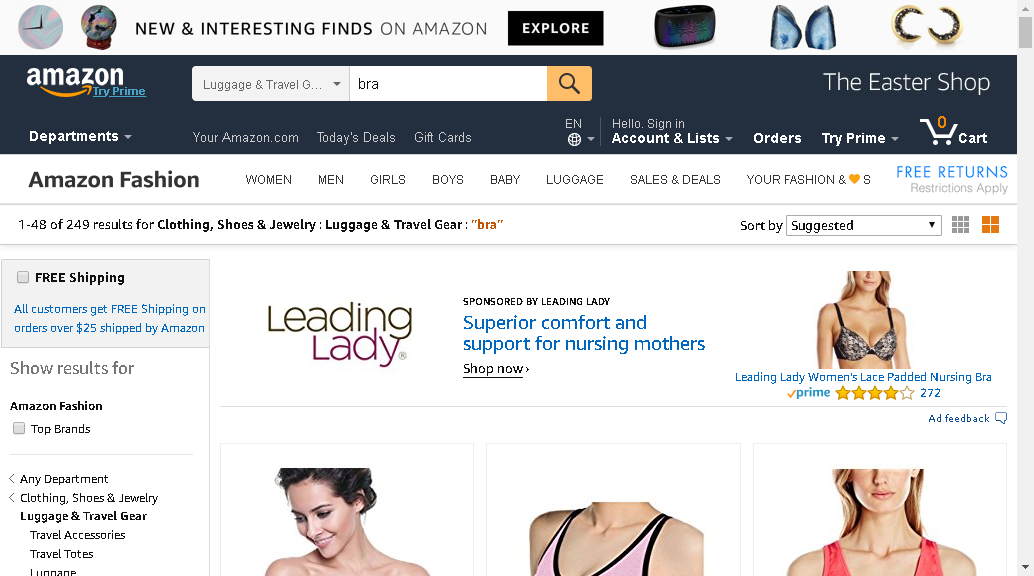 NEW & INTERESTING FINDS ON AMAZON EXPLORE
amazon
Try Prime
Luggage & Travel G...
bra
The Easter Shop
Departments
Your Amazon.com
Today's Deals
Gift Cards
EN
Hello. Sign in
Account & Lists
Orders
Try Prime
0
Cart
Amazon Fashion
WOMEN
MEN
GIRLS
BOYS
BABY
LUGGAGE
SALES & DEALS
YOUR FASHION & 🧡 S
FREE RETURNS
Restrictions Apply
1-48 of 249 results for Clothing, Shoes & Jewelry : Luggage & Travel Gear : "bra"
Sort by Suggested
FREE Shipping
All customers get FREE Shipping on
orders over $25 shipped by Amazon
Show results for
Amazon Fashion
Top Brands
Any Department
Clothing, Shoes & Jewelry
Luggage & Travel Gear
Travel Accessories
Travel Totes
Luggage
Leading
Lady®
SPONSORED BY LEADING LADY
Superior comfort and
support for nursing mothers
Shop now ›
Leading Lady Women's Lace Padded Nursing Bra
prime 272
Ad feedback